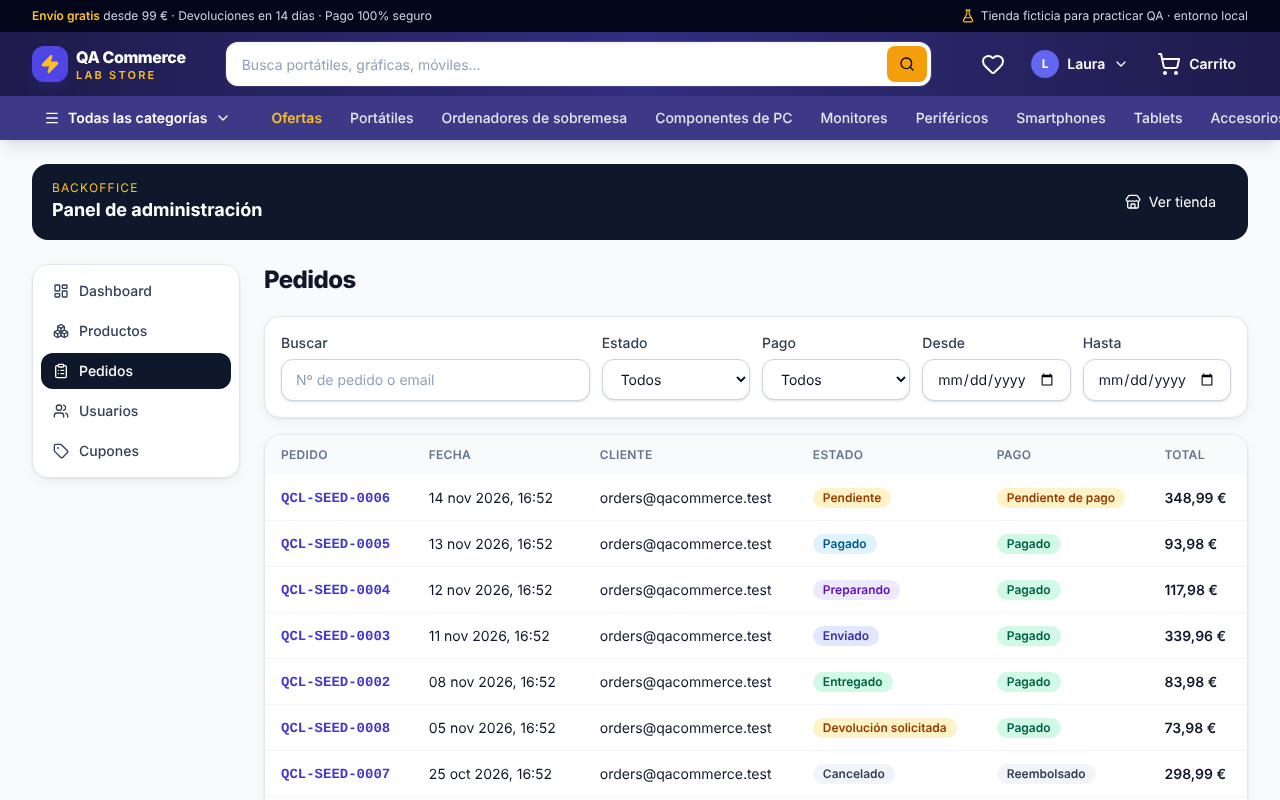 Envío gratis desde 99 € · Devoluciones en 14 días · Pago 100% seguro
Tienda ficticia para practicar QA · entorno local
QA Commerce
LAB STORE
Busca portátiles, gráficas, móviles...
L Laura
Carrito
Todas las categorías
Ofertas Portátiles Ordenadores de sobremesa Componentes de PC Monitores Periféricos Smartphones Tablets Accesorios
BACKOFFICE
Panel de administración
Ver tienda
Dashboard
Productos
Pedidos
Usuarios
Cupones
Pedidos
Buscar Estado Pago Desde Hasta
Nº de pedido o email Todos Todos mm/dd/yyyy mm/dd/yyyy
PEDIDO FECHA CLIENTE ESTADO PAGO TOTAL
QCL-SEED-0006 14 nov 2026, 16:52 orders@qacommerce.test Pendiente Pendiente de pago 348,99 €
QCL-SEED-0005 13 nov 2026, 16:52 orders@qacommerce.test Pagado Pagado 93,98 €
QCL-SEED-0004 12 nov 2026, 16:52 orders@qacommerce.test Preparando Pagado 117,98 €
QCL-SEED-0003 11 nov 2026, 16:52 orders@qacommerce.test Enviado Pagado 339,96 €
QCL-SEED-0002 08 nov 2026, 16:52 orders@qacommerce.test Entregado Pagado 83,98 €
QCL-SEED-0008 05 nov 2026, 16:52 orders@qacommerce.test Devolución solicitada Pagado 73,98 €
QCL-SEED-0007 25 oct 2026, 16:52 orders@qacommerce.test Cancelado Reembolsado 298,99 €